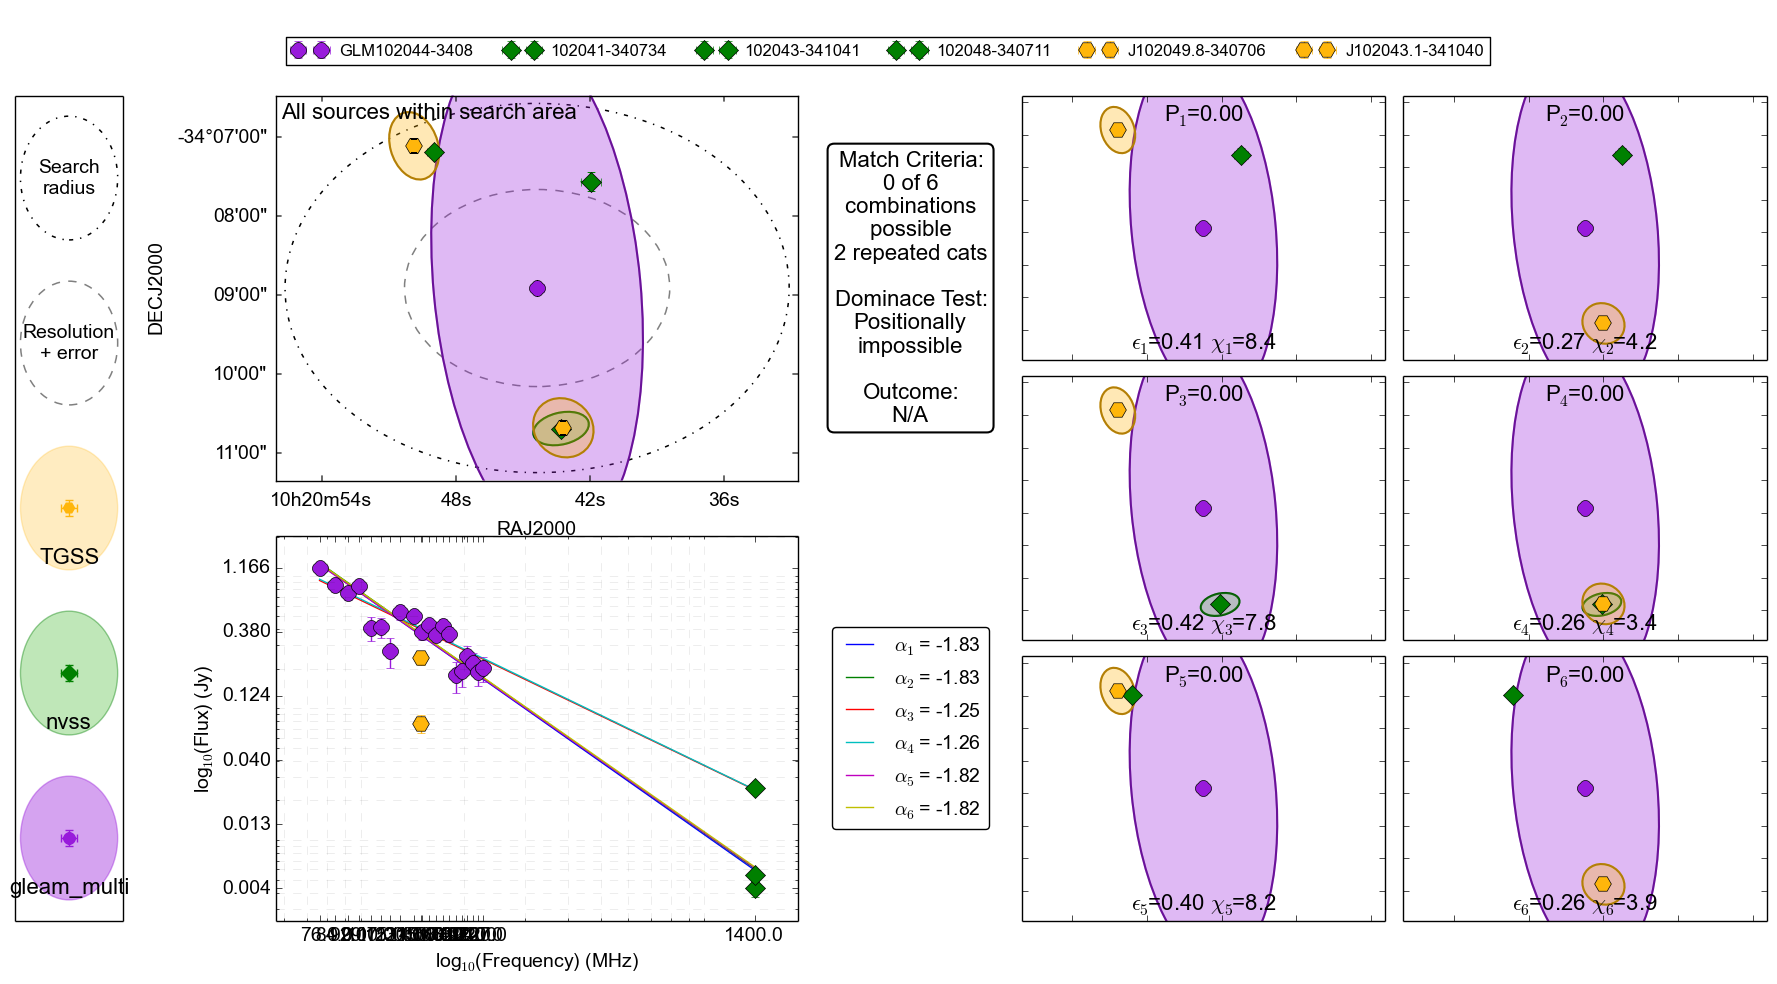 GLM102044-3408
102041-340734
102043-341041
102048-340711
J102049.8-340706
J102043.1-341040
Search
radius
Resolution
+ error
TGSS
nvss
gleam_multi
All sources within search area
-34°07'00"
08'00"
09'00"
10'00"
11'00"
DECJ2000
10h20m54s
48s
42s
36s
RAJ2000
Match Criteria:
0 of 6
combinations
possible
2 repeated cats
Dominace Test:
Positionally
impossible
Outcome:
N/A
1.166
0.380
0.124
0.040
0.013
0.004
log10(Flux) (Jy)
1400.0
log10(Frequency) (MHz)
α1 = -1.83
α2 = -1.83
α3 = -1.25
α4 = -1.26
α5 = -1.82
α6 = -1.82
P1=0.00
ϵ1=0.41 χ1=8.4
P2=0.00
ϵ2=0.27 χ2=4.2
P3=0.00
ϵ3=0.42 χ3=7.8
P4=0.00
ϵ4=0.26 χ4=3.4
P5=0.00
ϵ5=0.40 χ5=8.2
P6=0.00
ϵ6=0.26 χ6=3.9